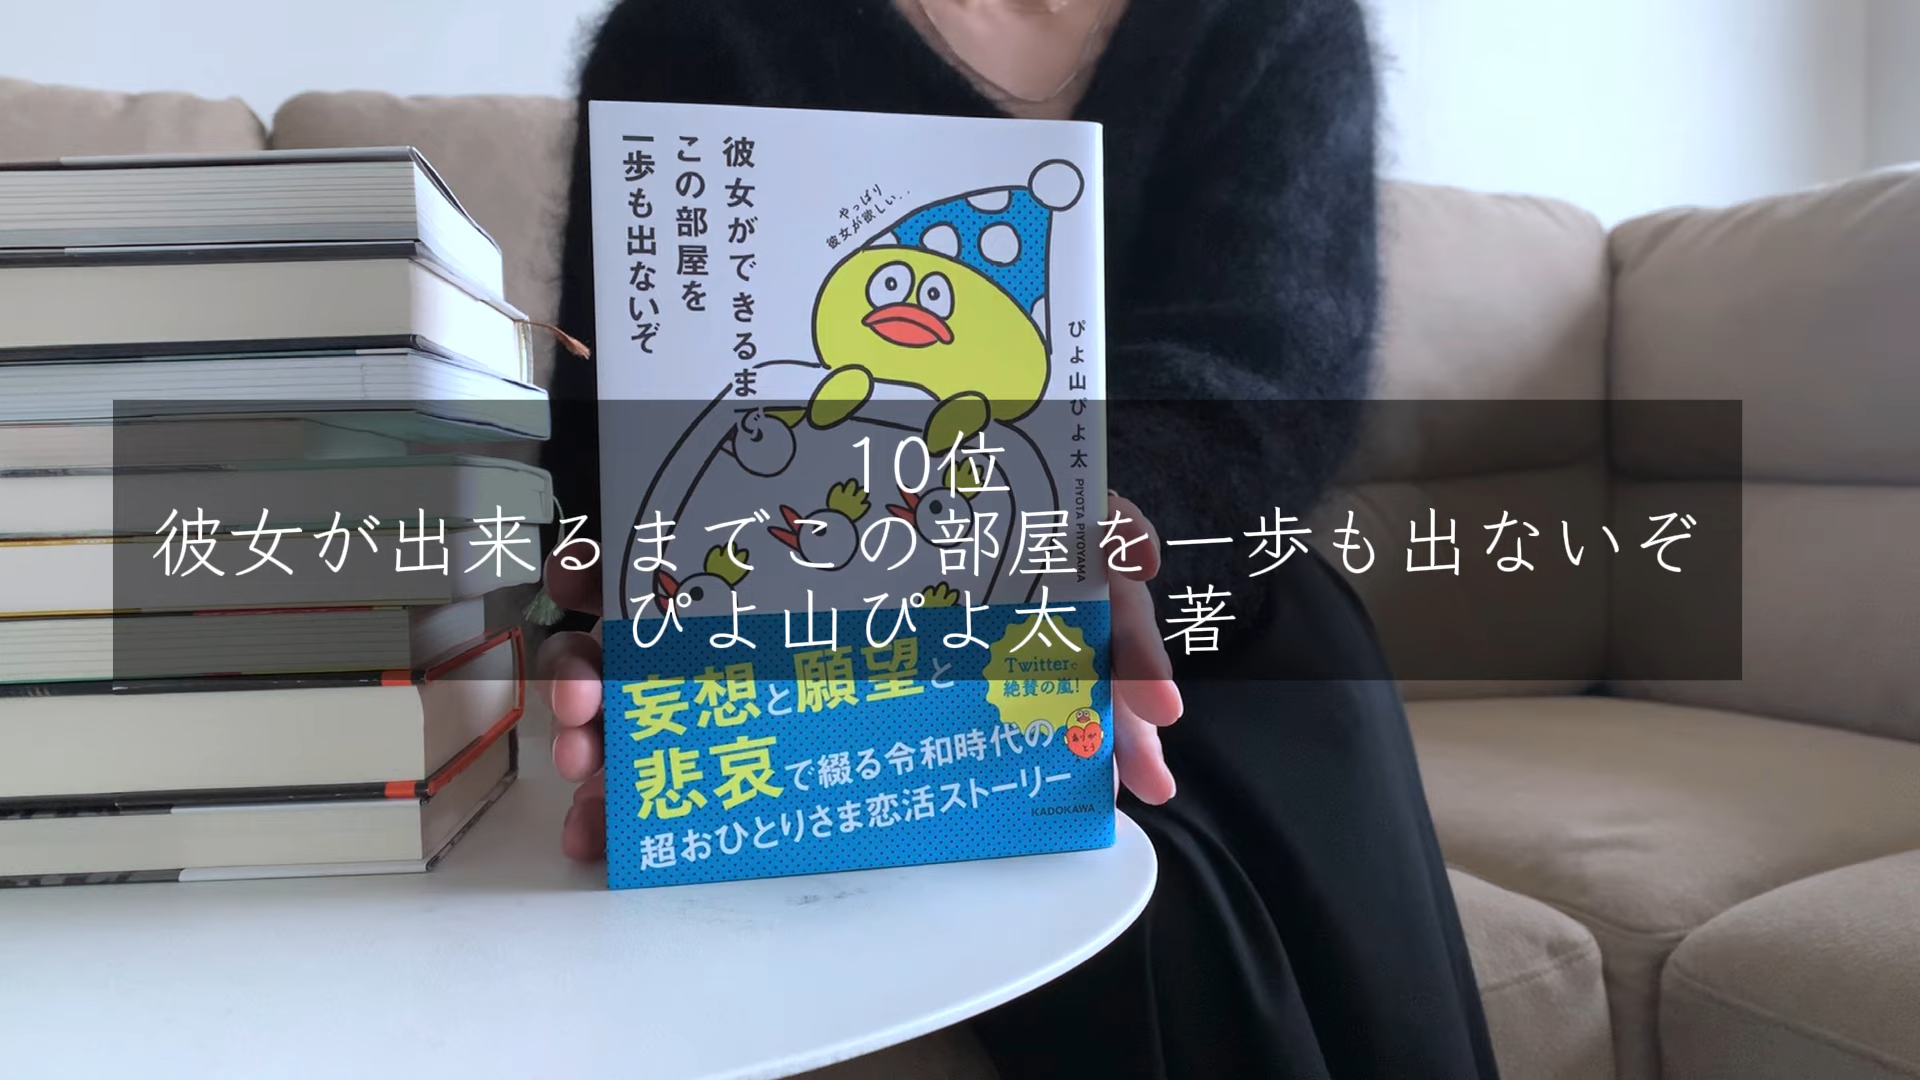 彼女ができるまで、
この部屋を
一歩も出ないぞ
やっぱり
彼女が欲しい...
ぴよ山ぴよ太 PIYOTA PIYOYAMA
10位
彼女が出来るまでこの部屋を一歩も出ないぞ
ぴよ山ぴよ太 著
妄想と願望と
悲哀で綴る令和時代の
超おひとりさま恋活ストーリー
Twitterで
絶賛の嵐!
ありが
とう
KADOKAWA